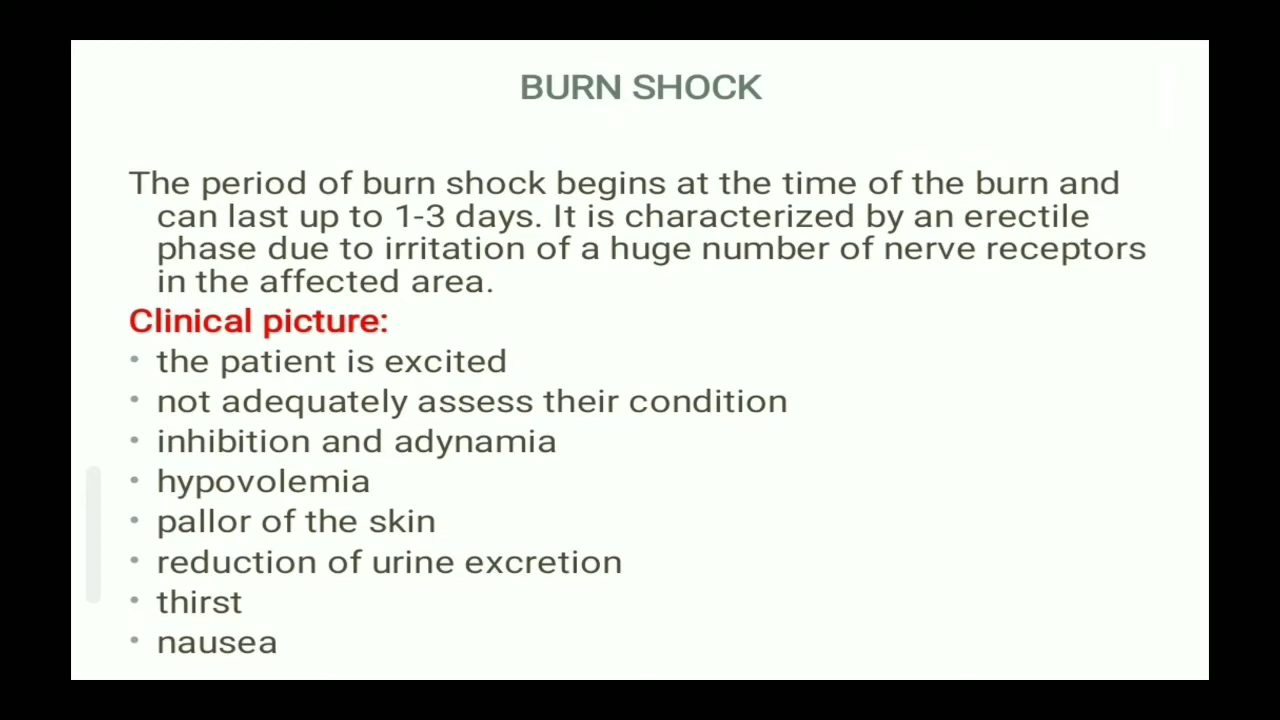 BURN SHOCK
The period of burn shock begins at the time of the burn and
can last up to 1-3 days. It is characterized by an erectile
phase due to irritation of a huge number of nerve receptors
in the affected area.
Clinical picture:
• the patient is excited
• not adequately assess their condition
• inhibition and adynamia
• hypovolemia
• pallor of the skin
• reduction of urine excretion
• thirst
• nausea